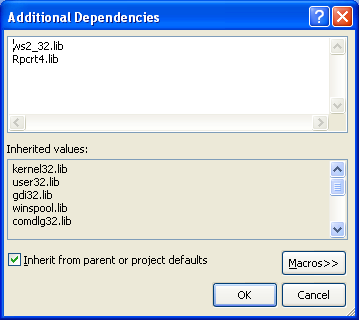 Additional Dependencies
?
ws2_32.lib
Rpcrt4.lib
Inherited values:
kernel32.lib
user32.lib
gdi32.lib
winspool.lib
comdlg32.lib
Inherit from parent or project defaults
Macros>>
OK
Cancel